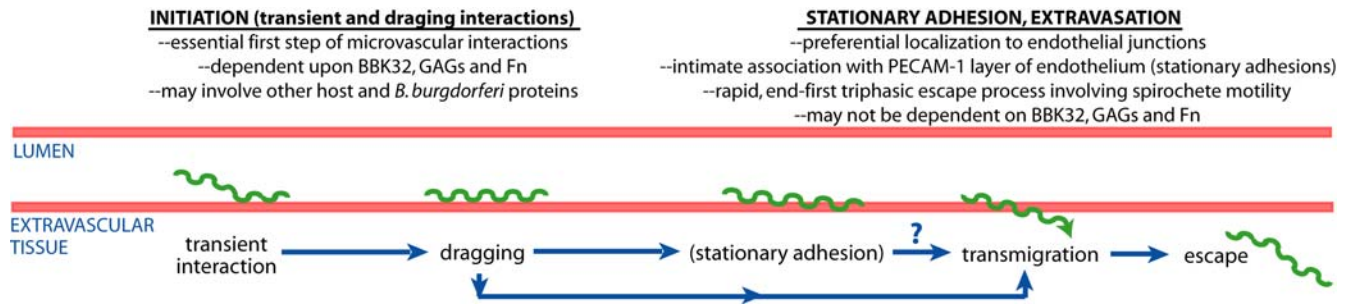 INITIATION (transient and draging interactions)
--essential first step of microvascular interactions
--dependent upon BBK32, GAGs and Fn
--may involve other host and B. burgdorferi proteins
STATIONARY ADHESION, EXTRAVASATION
--preferential localization to endothelial junctions
--intimate association with PECAM-1 layer of endothelium (stationary adhesions)
--rapid, end-first triphasic escape process involving spirochete motility
--may not be dependent on BBK32, GAGs and Fn
LUMEN
EXTRAVASCULAR
TISSUE
transient
interaction
dragging
(stationary adhesion)
?
transmigration
escape